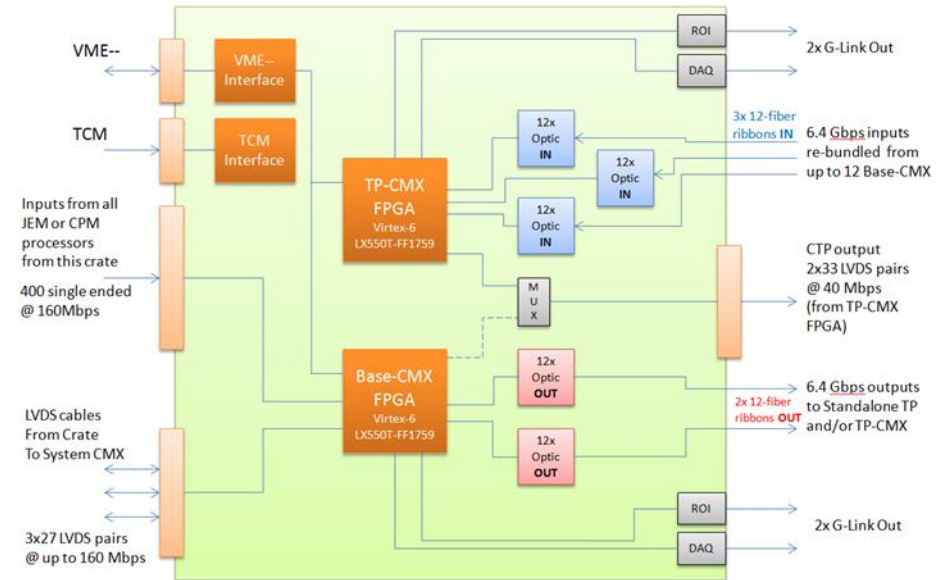 VME--
TCM
Inputs from all
JEM or CPM
processors
from this crate
400 single ended
@ 160Mbps
LVDS cables
From Crate
To System CMX
3x27 LVDS pairs
@ up to 160 Mbps
VME--
Interface
TCM
Interface
TP-CMX
FPGA
Virtex-6
LX550T-FF1759
Base-CMX
FPGA
Virtex-6
LX550T-FF1759
12x
Optic
IN
12x
Optic
IN
12x
Optic
IN
M
U
X
12x
Optic
OUT
12x
Optic
OUT
ROI
DAQ
2x G-Link Out
3x 12-fiber
ribbons IN
6.4 Gbps inputs
re-bundled from
up to 12 Base-CMX
CTP output
2x33 LVDS pairs
@ 40 Mbps
(from TP-CMX
FPGA)
2x 12-fiber
ribbons OUT
6.4 Gbps outputs
to Standalone TP
and/or TP-CMX
ROI
DAQ
2x G-Link Out